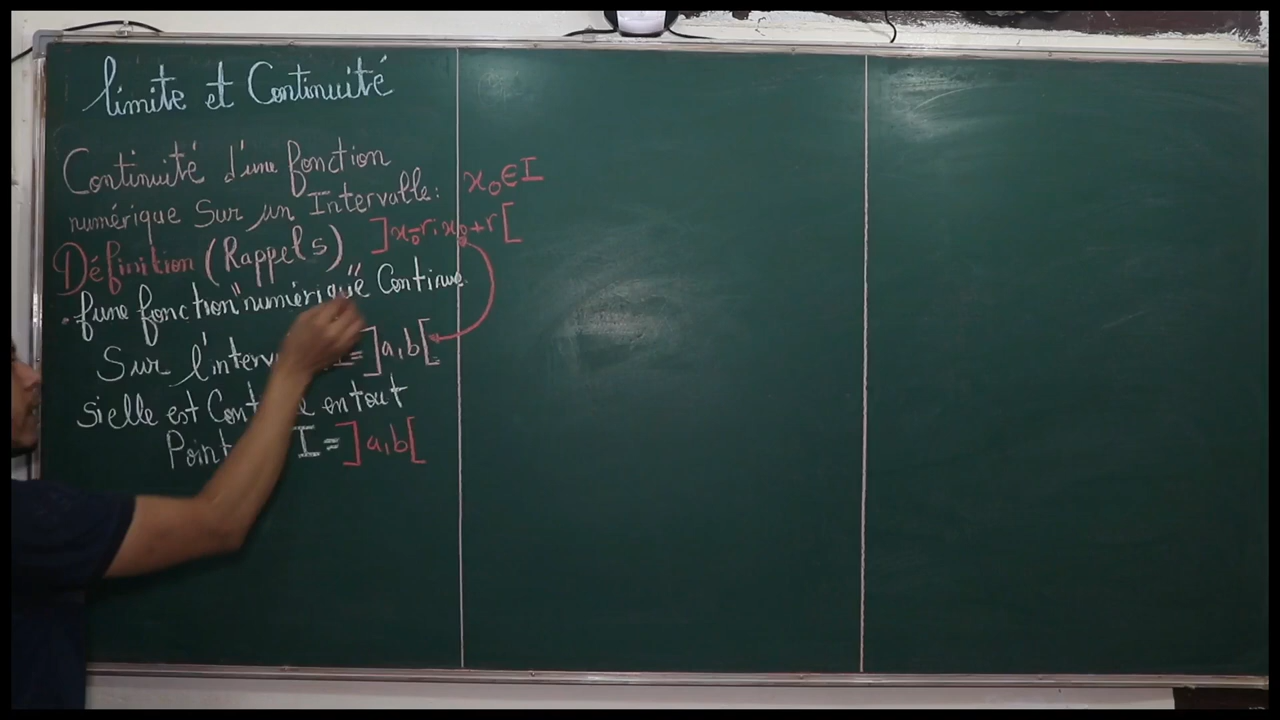 limite et Continuité
Continuité d'une fonction
numérique Sur un Intervalle:
x₀ ∈ I
Définition (Rappels)
]x₀-r, x₀+r[
. f une fonction "numérique" Continue
Sur l'interv I = ]a, b[
si elle est Cont e en tout
Point I = ]a, b[